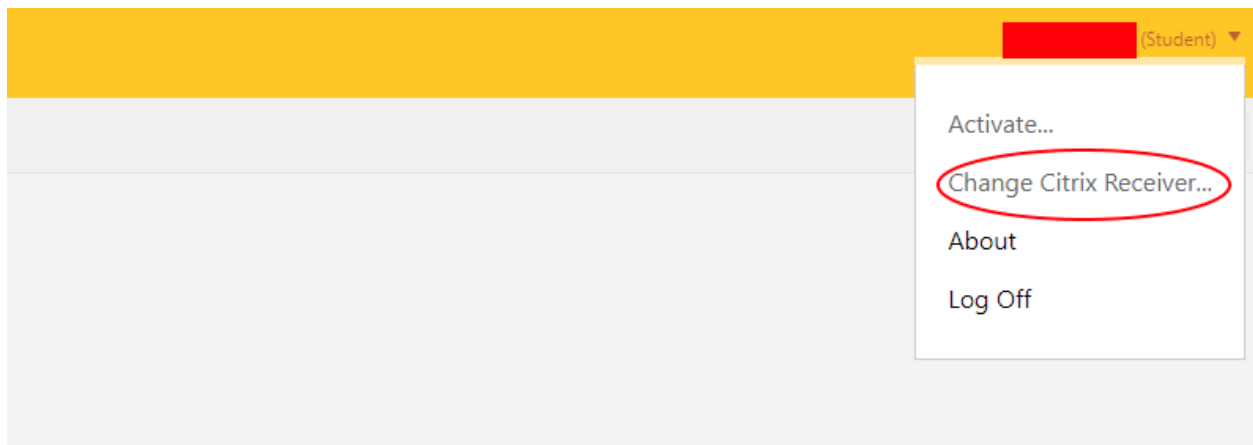 (Student) ▼
Activate...
Change Citrix Receiver...
About
Log Off